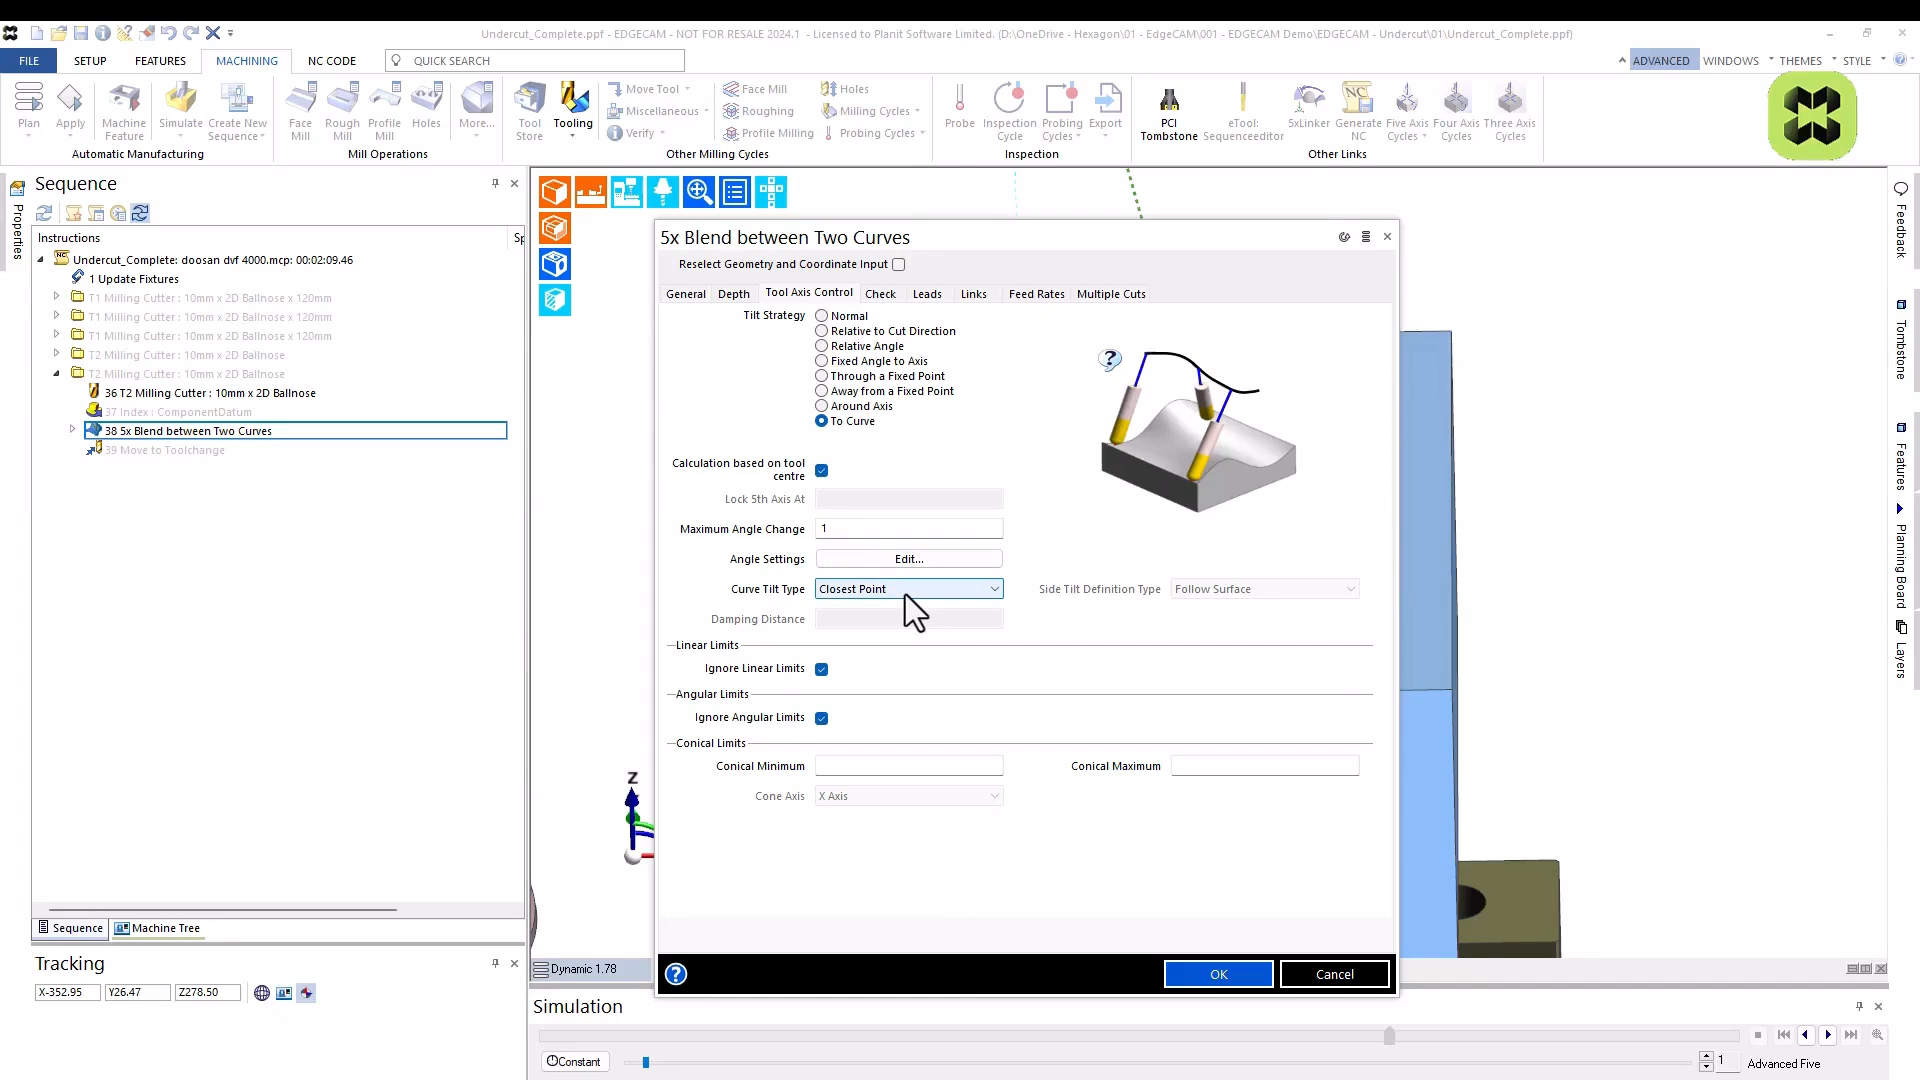 Undercut_Complete.ppf - EDGECAM - NOT FOR RESALE 2024.1 - Licensed to Planit Software Limited. (D:\OneDrive - Hexagon\01 - EdgeCAM\001 - EDGECAM Demo\EDGECAM - Undercut\01\Undercut_Complete.ppf)
FILE SETUP FEATURES MACHINING NC CODE QUICK SEARCH ADVANCED WINDOWS THEMES STYLE
Plan Apply Machine Feature Simulate Create New Sequence
Automatic Manufacturing
Face Mill Rough Mill Profile Mill Holes More...
Mill Operations
Tool Store Tooling
Move Tool Face Mill Holes
Miscellaneous Roughing Milling Cycles
Verify Profile Milling Probing Cycles
Other Milling Cycles
Probe Inspection Cycle Probing Cycles Export
Inspection
PCI Tombstone eTool: Sequenceeditor 5xLinker Generate NC Five Axis Cycles Four Axis Cycles Three Axis Cycles
Other Links
Properties
Sequence
Instructions Sp
Undercut_Complete: doosan dvf 4000.mcp: 00:02:09.46
1 Update Fixtures
T1 Milling Cutter : 10mm x 2D Ballnose x 120mm
T1 Milling Cutter : 10mm x 2D Ballnose x 120mm
T1 Milling Cutter : 10mm x 2D Ballnose x 120mm
T2 Milling Cutter : 10mm x 2D Ballnose
T2 Milling Cutter : 10mm x 2D Ballnose
36 T2 Milling Cutter : 10mm x 2D Ballnose
37 Index : ComponentDatum
38 5x Blend between Two Curves
39 Move to Toolchange
Sequence Machine Tree
Tracking
X-352.95 Y26.47 Z278.50
5x Blend between Two Curves
Reselect Geometry and Coordinate Input
General Depth Tool Axis Control Check Leads Links Feed Rates Multiple Cuts
Tilt Strategy Normal
Relative to Cut Direction
Relative Angle
Fixed Angle to Axis
Through a Fixed Point
Away from a Fixed Point
Around Axis
To Curve
?
Calculation based on tool centre
Lock 5th Axis At
Maximum Angle Change 1
Angle Settings Edit...
Curve Tilt Type Closest Point Side Tilt Definition Type Follow Surface
Damping Distance
Linear Limits
Ignore Linear Limits
Angular Limits
Ignore Angular Limits
Conical Limits
Conical Minimum Conical Maximum
Cone Axis X Axis
? OK Cancel
Z
Dynamic 1.78
Simulation
Constant 1 Advanced Five
Feedback
Tombstone
Features
Planning Board
Layers